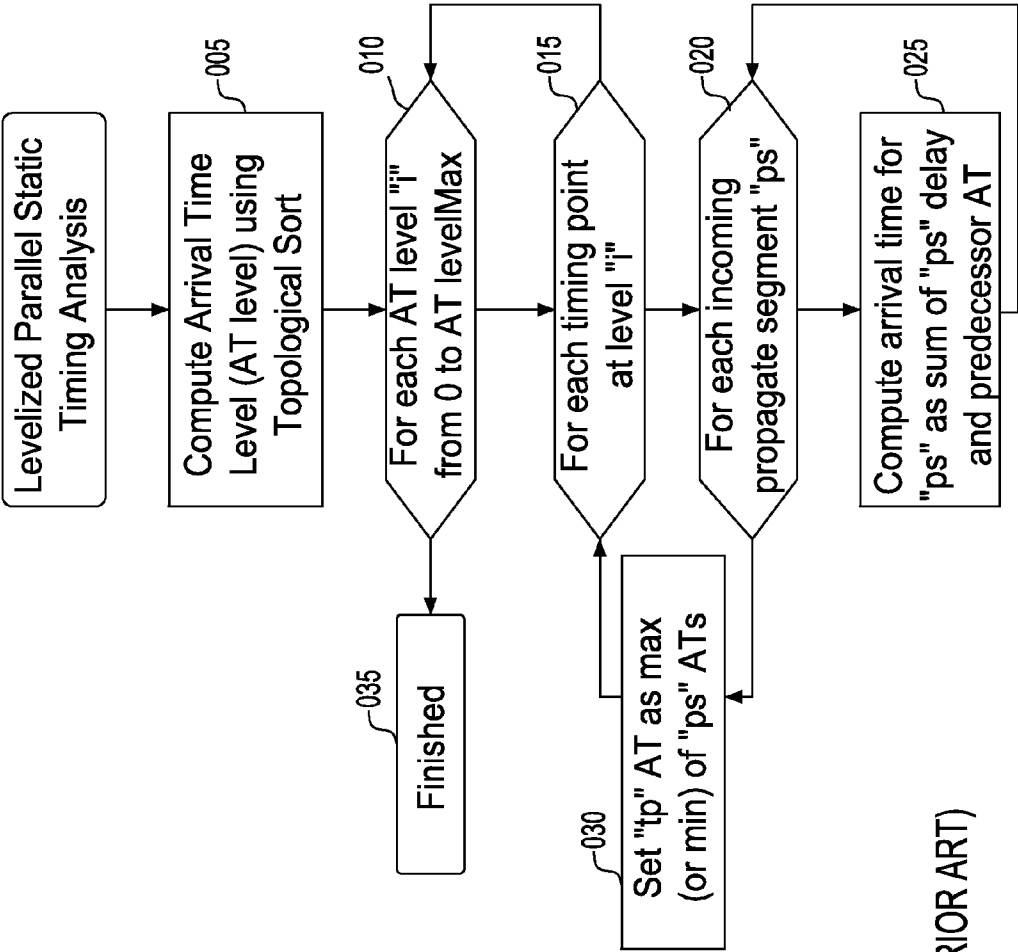 Levelized Parallel Static
Timing Analysis
005
Compute Arrival Time
Level (AT level) using
Topological Sort
010
For each AT level "i"
from 0 to AT levelMax
035
Finished
015
For each timing point
at level "i"
020
For each incoming
propagate segment "ps"
030
Set "tp" AT as max
(or min) of "ps" ATs
025
Compute arrival time for
"ps" as sum of "ps" delay
and predecessor AT
RIOR ART)